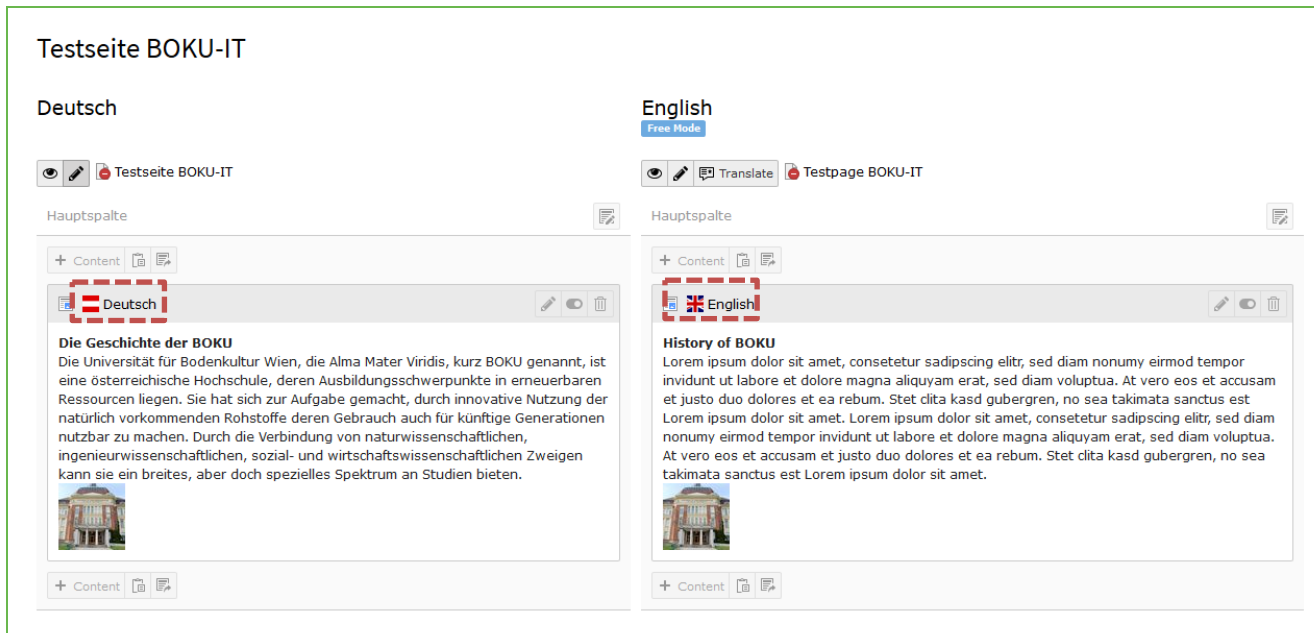 Testseite BOKU-IT
Deutsch
Testseite BOKU-IT
Hauptspalte
+ Content
Deutsch
Die Geschichte der BOKU
Die Universität für Bodenkultur Wien, die Alma Mater Viridis, kurz BOKU genannt, ist
eine österreichische Hochschule, deren Ausbildungsschwerpunkte in erneuerbaren
Ressourcen liegen. Sie hat sich zur Aufgabe gemacht, durch innovative Nutzung der
natürlich vorkommenden Rohstoffe deren Gebrauch auch für künftige Generationen
nutzbar zu machen. Durch die Verbindung von naturwissenschaftlichen,
ingenieurwissenschaftlichen, sozial- und wirtschaftswissenschaftlichen Zweigen
kann sie ein breites, aber doch spezielles Spektrum an Studien bieten.
+ Content
English
Free Mode
Translate
Testpage BOKU-IT
Hauptspalte
+ Content
English
History of BOKU
Lorem ipsum dolor sit amet, consetetur sadipscing elitr, sed diam nonumy eirmod tempor
invidunt ut labore et dolore magna aliquyam erat, sed diam voluptua. At vero eos et accusam
et justo duo dolores et ea rebum. Stet clita kasd gubergren, no sea takimata sanctus est
Lorem ipsum dolor sit amet. Lorem ipsum dolor sit amet, consetetur sadipscing elitr, sed diam
nonumy eirmod tempor invidunt ut labore et dolore magna aliquyam erat, sed diam voluptua.
At vero eos et accusam et justo duo dolores et ea rebum. Stet clita kasd gubergren, no sea
takimata sanctus est Lorem ipsum dolor sit amet.
+ Content